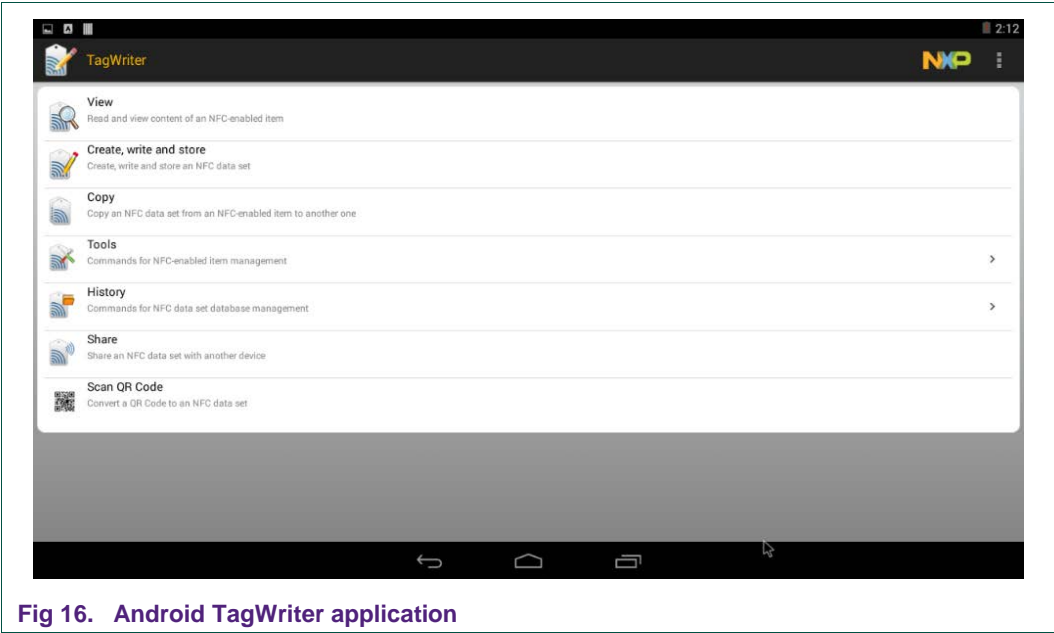 2:12
TagWriter
NXP
View
Read and view content of an NFC-enabled item
Create, write and store
Create, write and store an NFC data set
Copy
Copy an NFC data set from an NFC-enabled item to another one
Tools
Commands for NFC-enabled item management
History
Commands for NFC data set database management
Share
Share an NFC data set with another device
Scan QR Code
Convert a QR Code to an NFC data set
Fig 16. Android TagWriter application